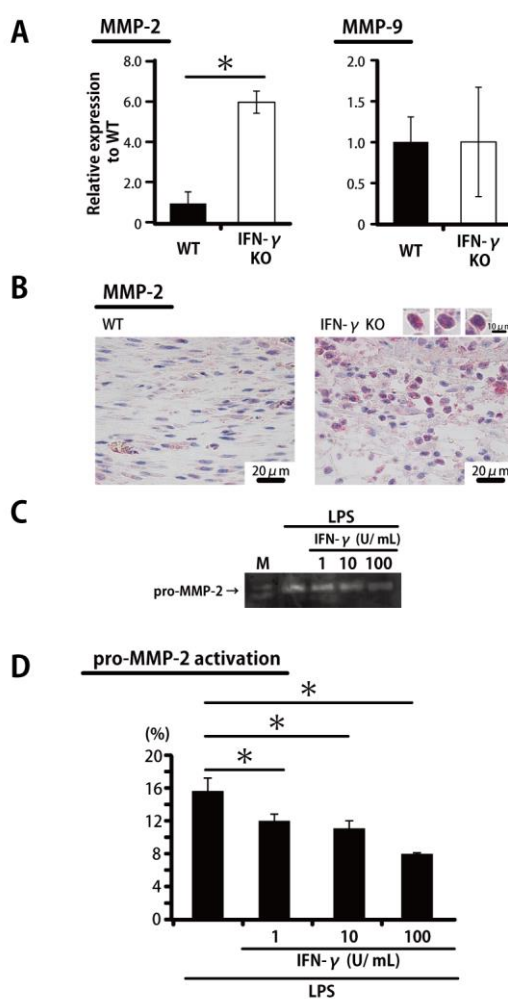 A
MMP-2
MMP-9
*
Relative expression
to WT
6.0
4.0
2.0
0
WT
IFN-γ
KO
2.0
1.5
1.0
0.5
0
WT
IFN-γ
KO
B
MMP-2
WT
IFN-γ KO
10μm
20μm
20μm
C
LPS
IFN-γ (U/mL)
M
1 10 100
pro-MMP-2→
D
pro-MMP-2 activation
*
*
*
(%)
20
16
12
8
4
0
1 10 100
IFN-γ (U/mL)
LPS